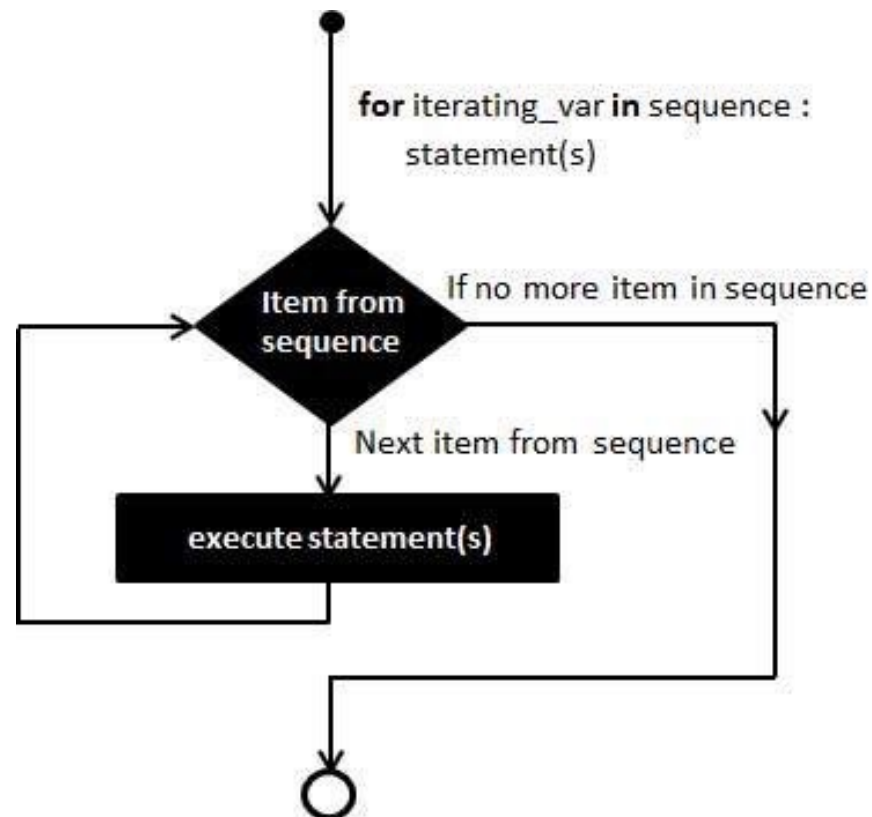 for iterating_var in sequence :
statement(s)
If no more item in sequence
Item from
sequence
Next item from sequence
execute statement(s)